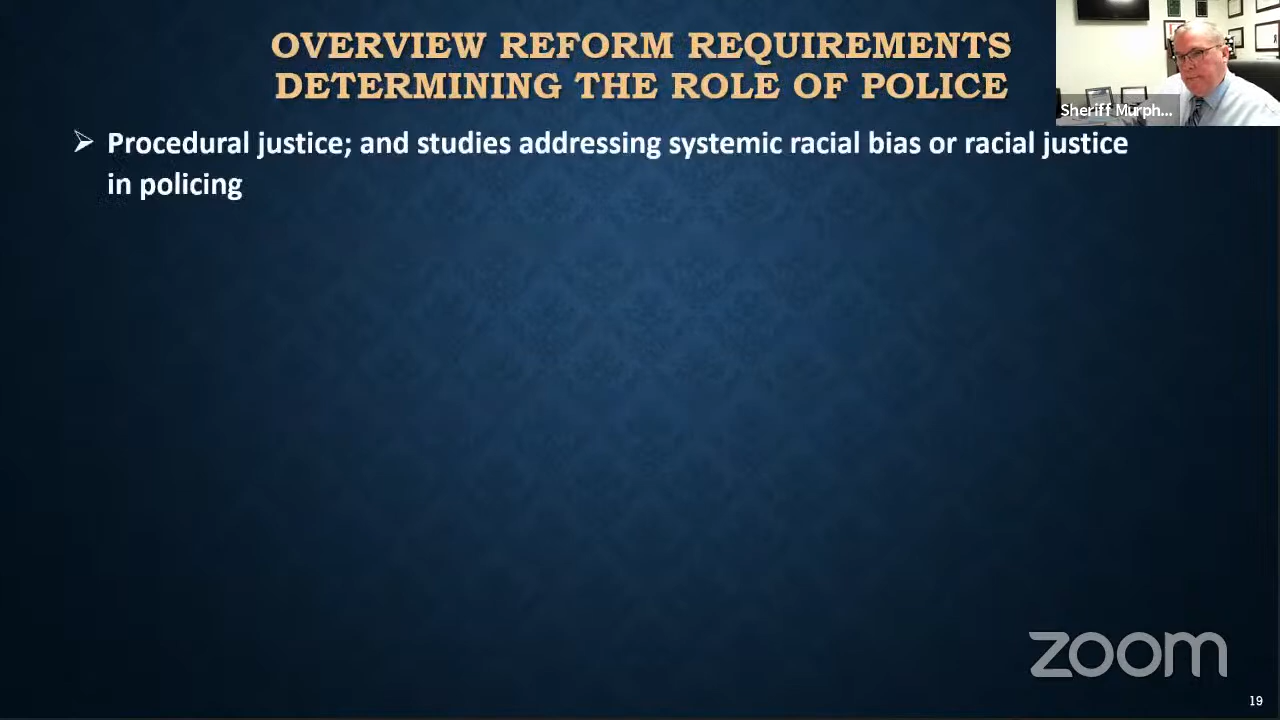 OVERVIEW REFORM REQUIREMENTS
DETERMINING THE ROLE OF POLICE
Sheriff Murph...
➢ Procedural justice; and studies addressing systemic racial bias or racial justice
in policing
zoom
19